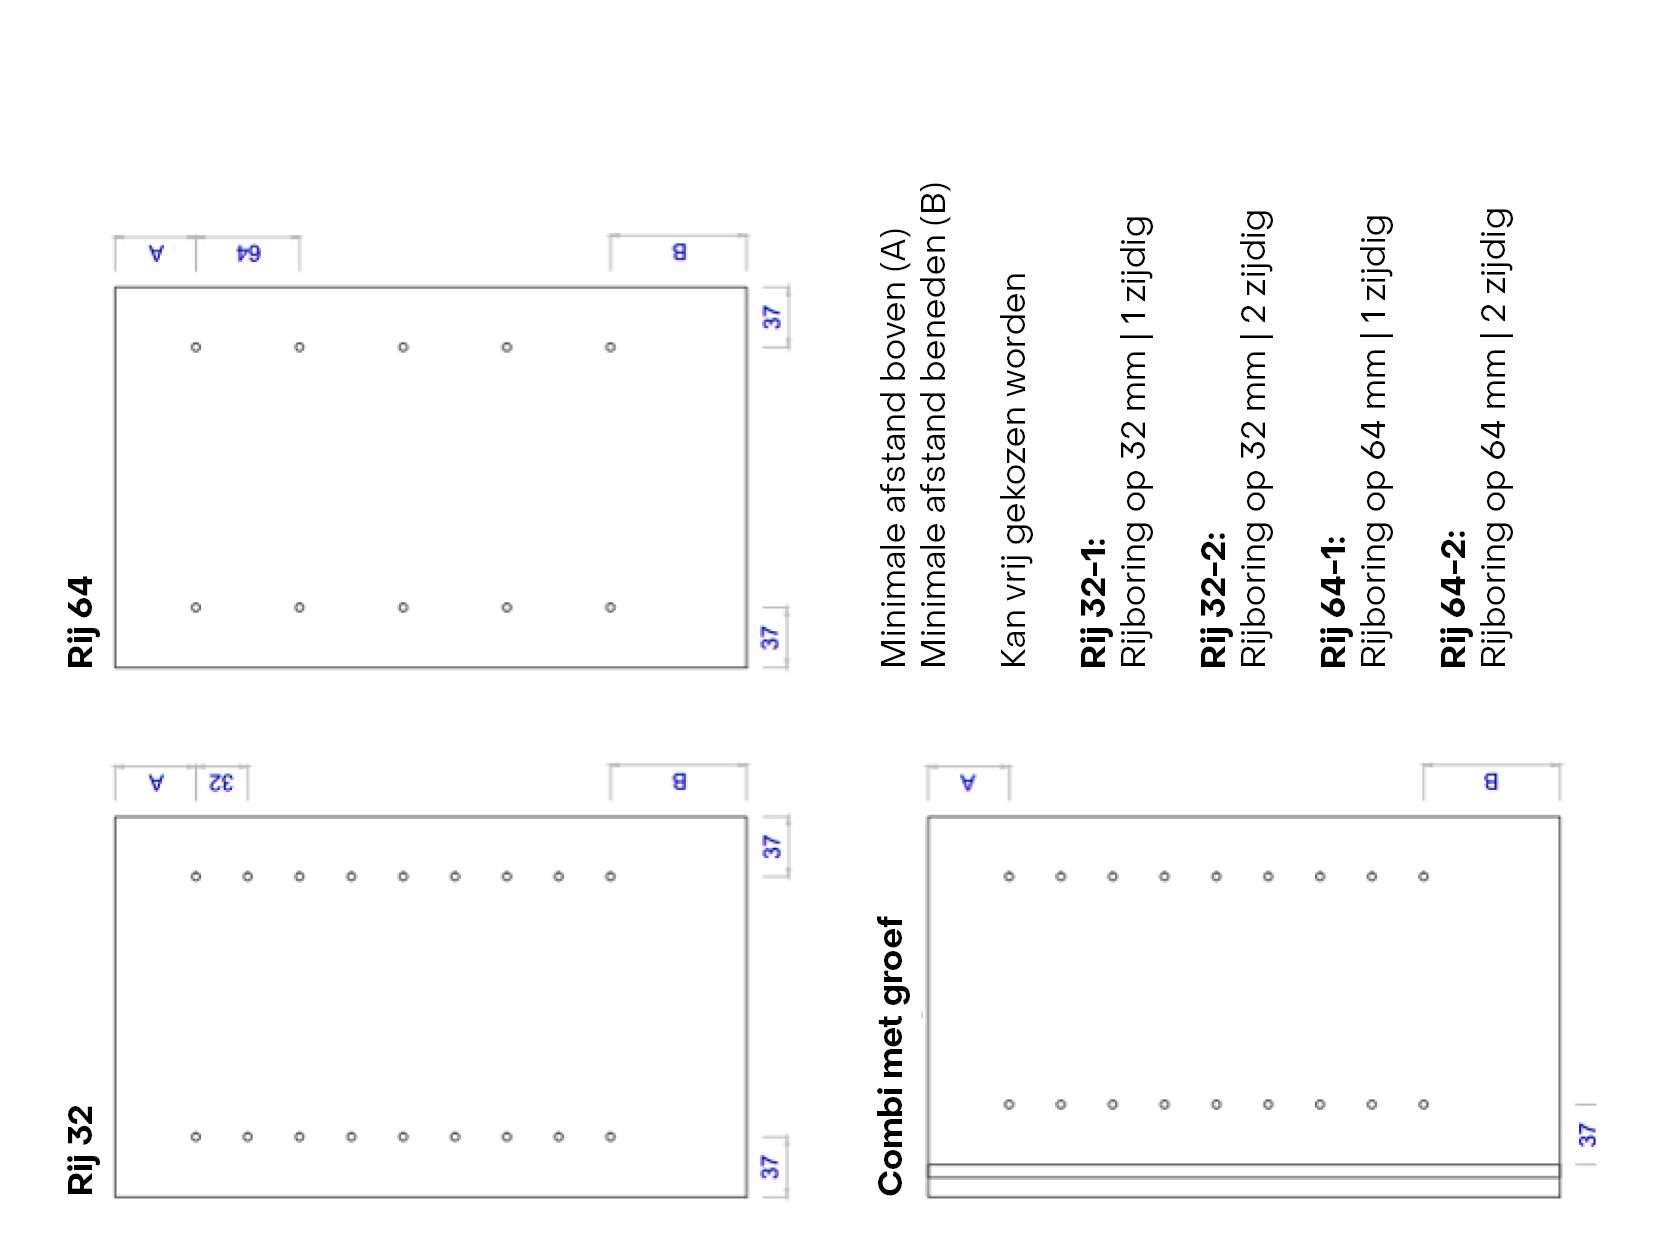 Rij 32
A
32
B
37
37
Rij 64
A
64
B
37
37
Combi met groef
A
B
37
Minimale afstand boven (A)
Minimale afstand beneden (B)
Kan vrij gekozen worden
Rij 32-1:
Rijboring op 32 mm | 1 zijdig
Rij 32-2:
Rijboring op 32 mm | 2 zijdig
Rij 64-1:
Rijboring op 64 mm | 1 zijdig
Rij 64-2:
Rijboring op 64 mm | 2 zijdig